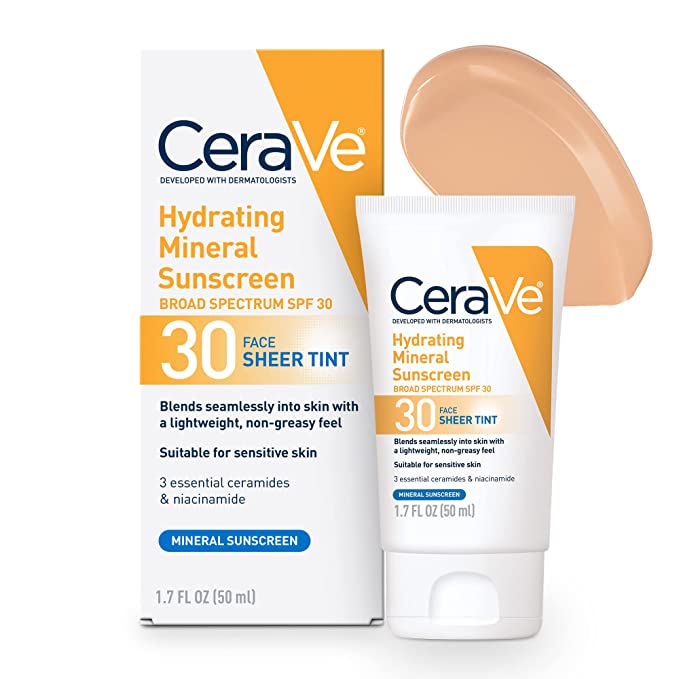 CeraVe®
DEVELOPED WITH DERMATOLOGISTS
Hydrating
Mineral
Sunscreen
BROAD SPECTRUM SPF 30
30 FACE
SHEER TINT
Blends seamlessly into skin with
a lightweight, non-greasy feel
Suitable for sensitive skin
3 essential ceramides
& niacinamide
MINERAL SUNSCREEN
1.7 FL OZ (50 ml)
CeraVe®
DEVELOPED WITH DERMATOLOGISTS
Hydrating
Mineral
Sunscreen
BROAD SPECTRUM SPF 30
30 FACE
SHEER TINT
Blends seamlessly into skin with
a lightweight, non-greasy feel
Suitable for sensitive skin
3 essential ceramides & niacinamide
MINERAL SUNSCREEN
1.7 FL OZ (50 ml)